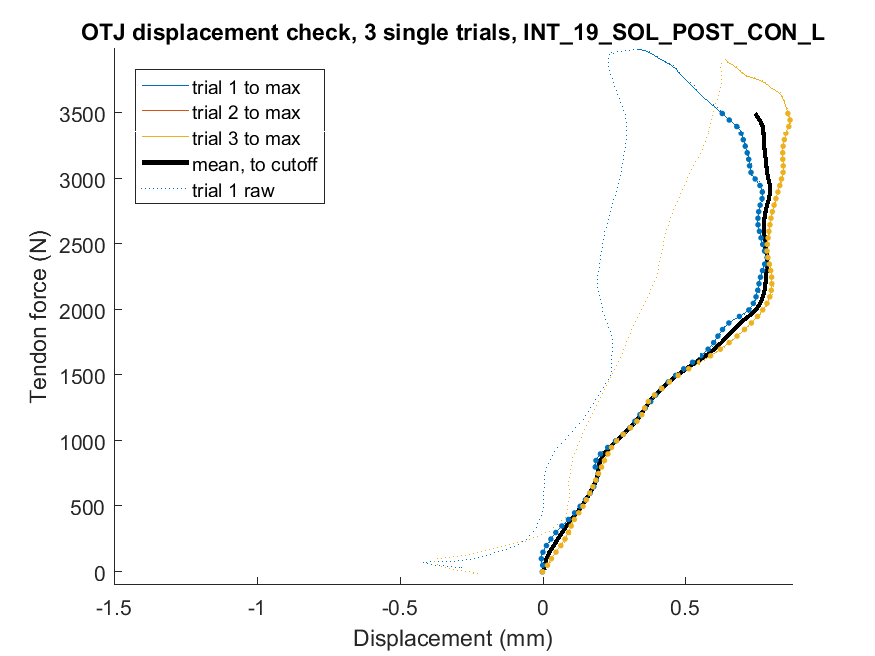 OTJ displacement check, 3 single trials, INT_19_SOL_POST_CON_L
trial 1 to max
trial 2 to max
trial 3 to max
mean, to cutoff
trial 1 raw
3500
3000
2500
2000
1500
1000
500
0
Tendon force (N)
-1.5 -1 -0.5 0 0.5
Displacement (mm)